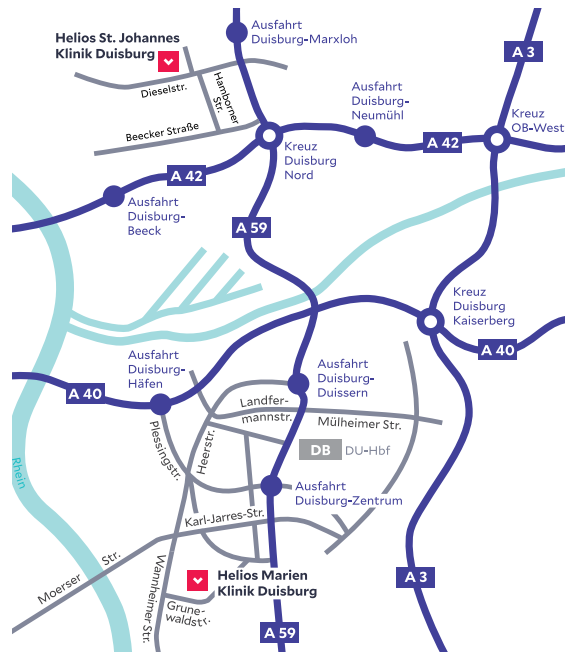 Helios St. Johannes
Klinik Duisburg
Ausfahrt
Duisburg-Marxloh
A 3
Dieselstr.
Hamborner
Str.
Ausfahrt
Duisburg-
Neumühl
Kreuz
OB-West
Beecker Straße
Kreuz
Duisburg
Nord
A 42
A 42
Ausfahrt
Duisburg-
Beeck
A 59
Kreuz
Duisburg
Kaiserberg
Ausfahrt
Duisburg-
Häfen
Ausfahrt
Duisburg-
Duissern
A 40
A 40
Landfer-
mannstr.
Mülheimer Str.
Plessingstr.
Heerstr.
DB DU-Hbf
Rhein
Ausfahrt
Duisburg-Zentrum
Karl-Jarres-Str.
Moerser Str.
Wannheimer Str.
Helios Marien
Klinik Duisburg
A 3
Grune-
waldstr.
A 59